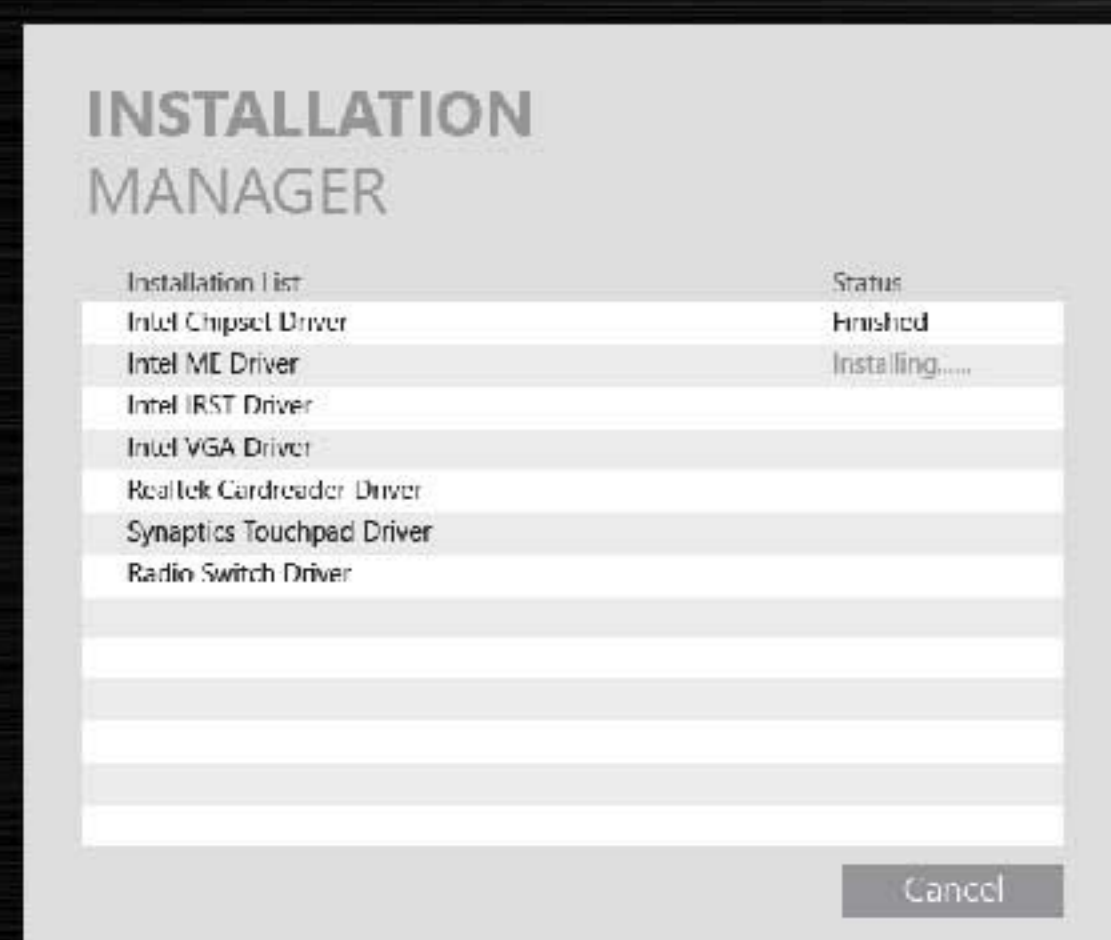 INSTALLATION
MANAGER
Installation List Status
Intel Chipset Driver Finished
Intel ME Driver Installing......
Intel IRST Driver
Intel VGA Driver
Realtek Cardreader Driver
Synaptics Touchpad Driver
Radio Switch Driver
Cancel